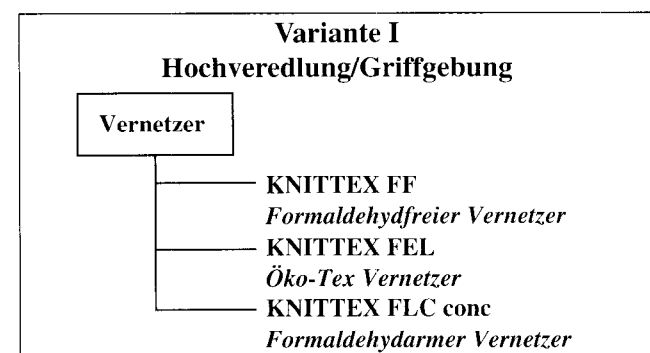 Variante I
Hochveredlung/Griffgebung
Vernetzer
KNITTEX FF
Formaldehydfreier Vernetzer
KNITTEX FEL
Öko-Tex Vernetzer
KNITTEX FLC conc
Formaldehydarmer Vernetzer